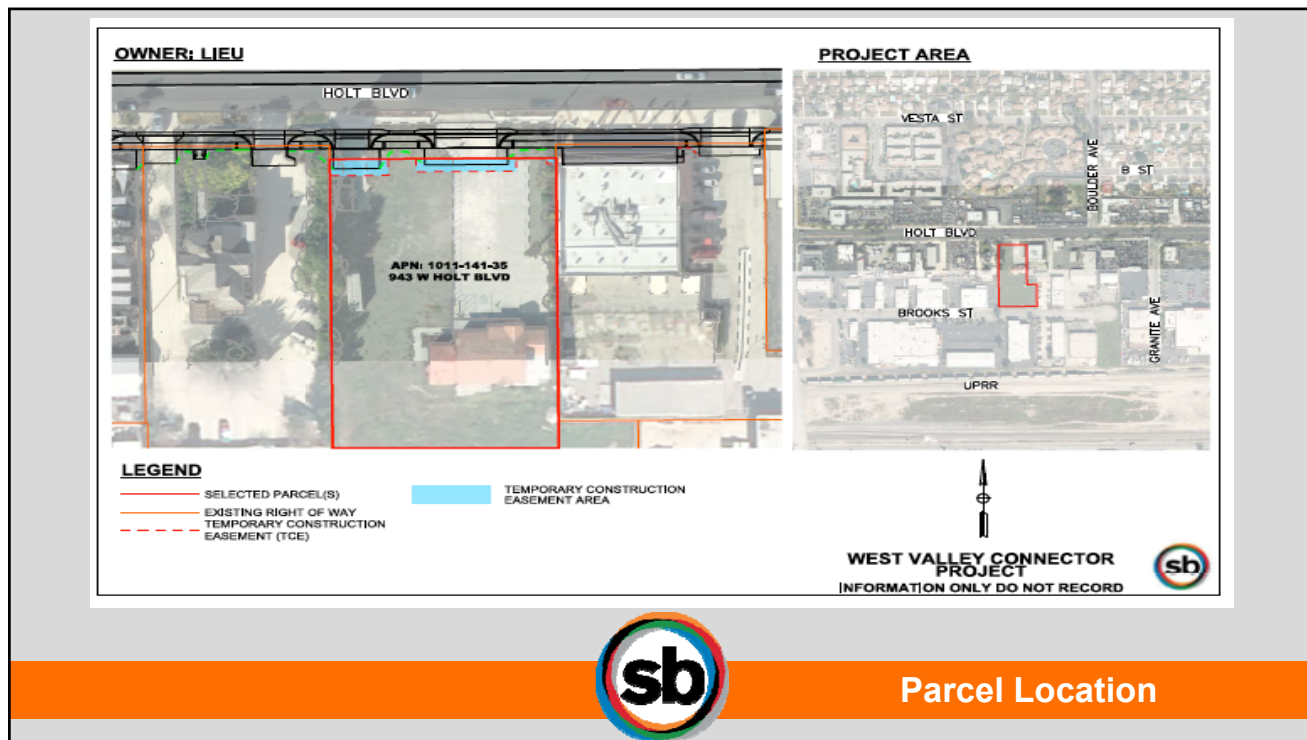 OWNER: LIEU
HOLT BLVD
APN: 1011-141-35
943 W HOLT BLVD
PROJECT AREA
VESTA ST
BOULDER AVE
B ST
HOLT BLVD
BROOKS ST
GRANITE AVE
UPRR
LEGEND
SELECTED PARCEL(S)
EXISTING RIGHT OF WAY
TEMPORARY CONSTRUCTION
EASEMENT (TCE)
TEMPORARY CONSTRUCTION
EASEMENT AREA
WEST VALLEY CONNECTOR
PROJECT
INFORMATION ONLY DO NOT RECORD
sb
sb
Parcel Location